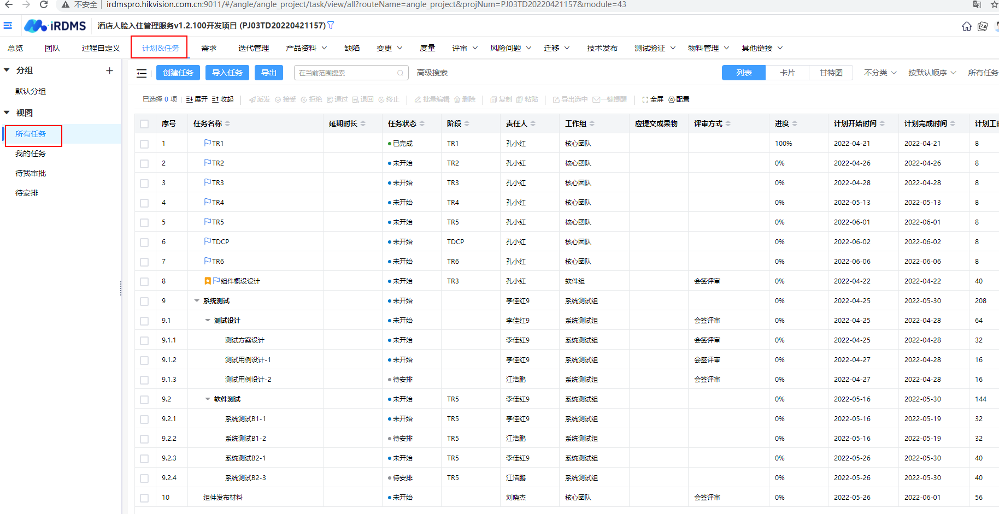 不安全 irdmspro.hikvision.com.cn:9011/#/angle/angle_project/task/view/all?routeName=angle_project&projNum=PJ03TD20220421157&module=43
iRDMS 酒店人脸入住管理服务v1.2.100开发项目 (PJ03TD20220421157)
总览 团队 过程自定义 计划&任务 需求 迭代管理 产品资料 缺陷 变更 度量 评审 风险问题 迁移 技术发布 测试验证 物料管理 其他链接
分组
默认分组
视图
所有任务
我的任务
待我审批
待安排
创建任务 导入任务 导出 在当前范围搜索 高级搜索 列表 卡片 甘特图 不分类 按默认顺序 所有任务
已选择 0 项 展开 收起 派发 接受 拒绝 通过 退回 终止 批量编辑 删除 复制 粘贴 导出选中 一键提醒 全屏 配置
序号 任务名称 延期时长 任务状态 阶段 责任人 工作组 应提交成果物 评审方式 进度 计划开始时间 计划完成时间 计划工时
1 TR1 已完成 TR1 孔小红 核心团队 100% 2022-04-21 2022-04-21 8
2 TR2 未开始 TR2 孔小红 核心团队 0% 2022-04-26 2022-04-26 8
3 TR3 未开始 TR3 孔小红 核心团队 0% 2022-04-28 2022-04-28 8
4 TR4 未开始 TR4 孔小红 核心团队 0% 2022-05-13 2022-05-13 8
5 TR5 未开始 TR5 孔小红 核心团队 0% 2022-06-01 2022-06-01 8
6 TDCP 未开始 TDCP 孔小红 核心团队 0% 2022-06-02 2022-06-02 8
7 TR6 未开始 TR6 孔小红 核心团队 0% 2022-06-06 2022-06-06 8
8 组件概设设计 未开始 TR3 孔小红 软件组 会签评审 0% 2022-04-22 2022-04-22 40
9 系统测试 未开始 李佳红9 系统测试组 0% 2022-04-25 2022-05-30 208
9.1 测试设计 未开始 李佳红9 系统测试组 会签评审 0% 2022-04-25 2022-04-28 64
9.1.1 测试方案设计 未开始 李佳红9 系统测试组 会签评审 0% 2022-04-25 2022-04-28 32
9.1.2 测试用例设计-1 未开始 李佳红9 系统测试组 会签评审 0% 2022-04-27 2022-04-28 16
9.1.3 测试用例设计-2 待安排 江浩鹏 系统测试组 会签评审 0% 2022-04-27 2022-04-28 16
9.2 软件测试 未开始 TR5 李佳红9 系统测试组 0% 2022-05-16 2022-05-30 144
9.2.1 系统测试B1-1 未开始 TR5 李佳红9 系统测试组 0% 2022-05-16 2022-05-19 32
9.2.2 系统测试B1-2 待安排 TR5 江浩鹏 系统测试组 0% 2022-05-16 2022-05-19 32
9.2.3 系统测试B2-1 未开始 TR5 李佳红9 系统测试组 0% 2022-05-26 2022-05-30 40
9.2.4 系统测试B2-3 待安排 TR5 江浩鹏 系统测试组 0% 2022-05-26 2022-05-30 40
10 组件发布材料 未开始 刘晓杰 核心团队 会签评审 0% 2022-05-26 2022-06-01 56